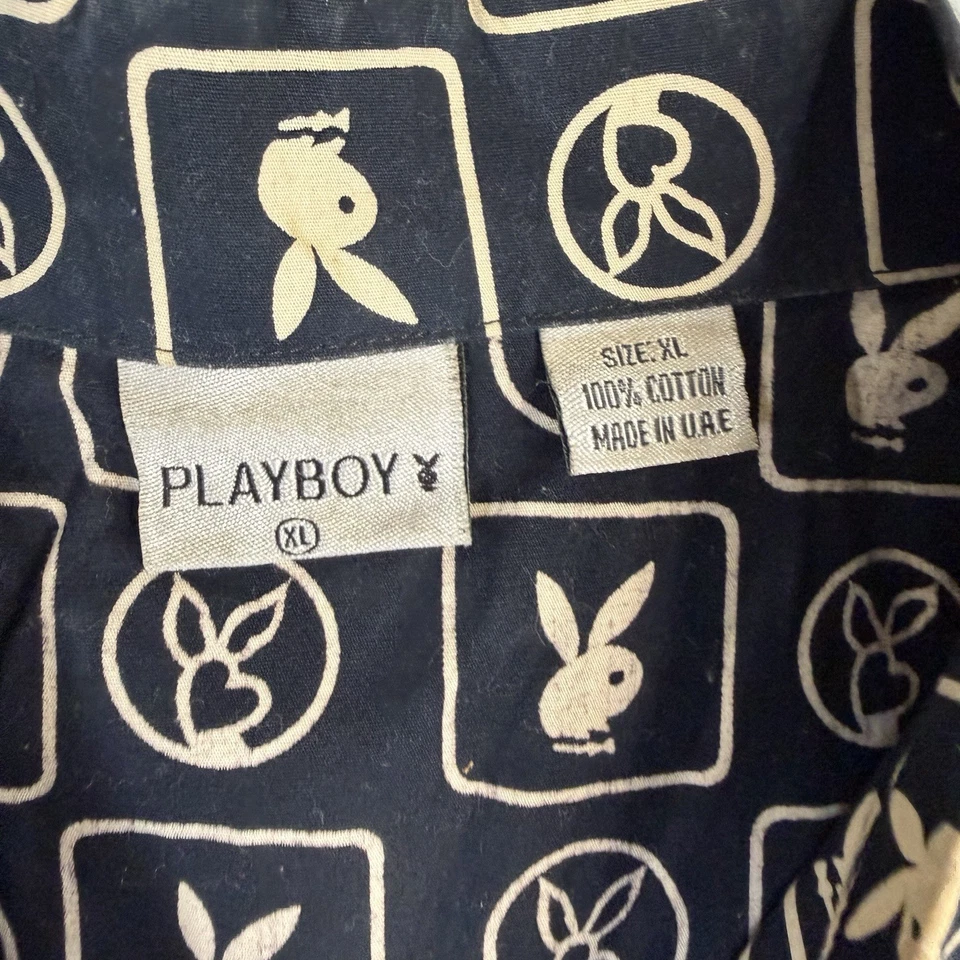 PLAYBOY
XL
SIZE: XL
100% COTTON
MADE IN U.A.E